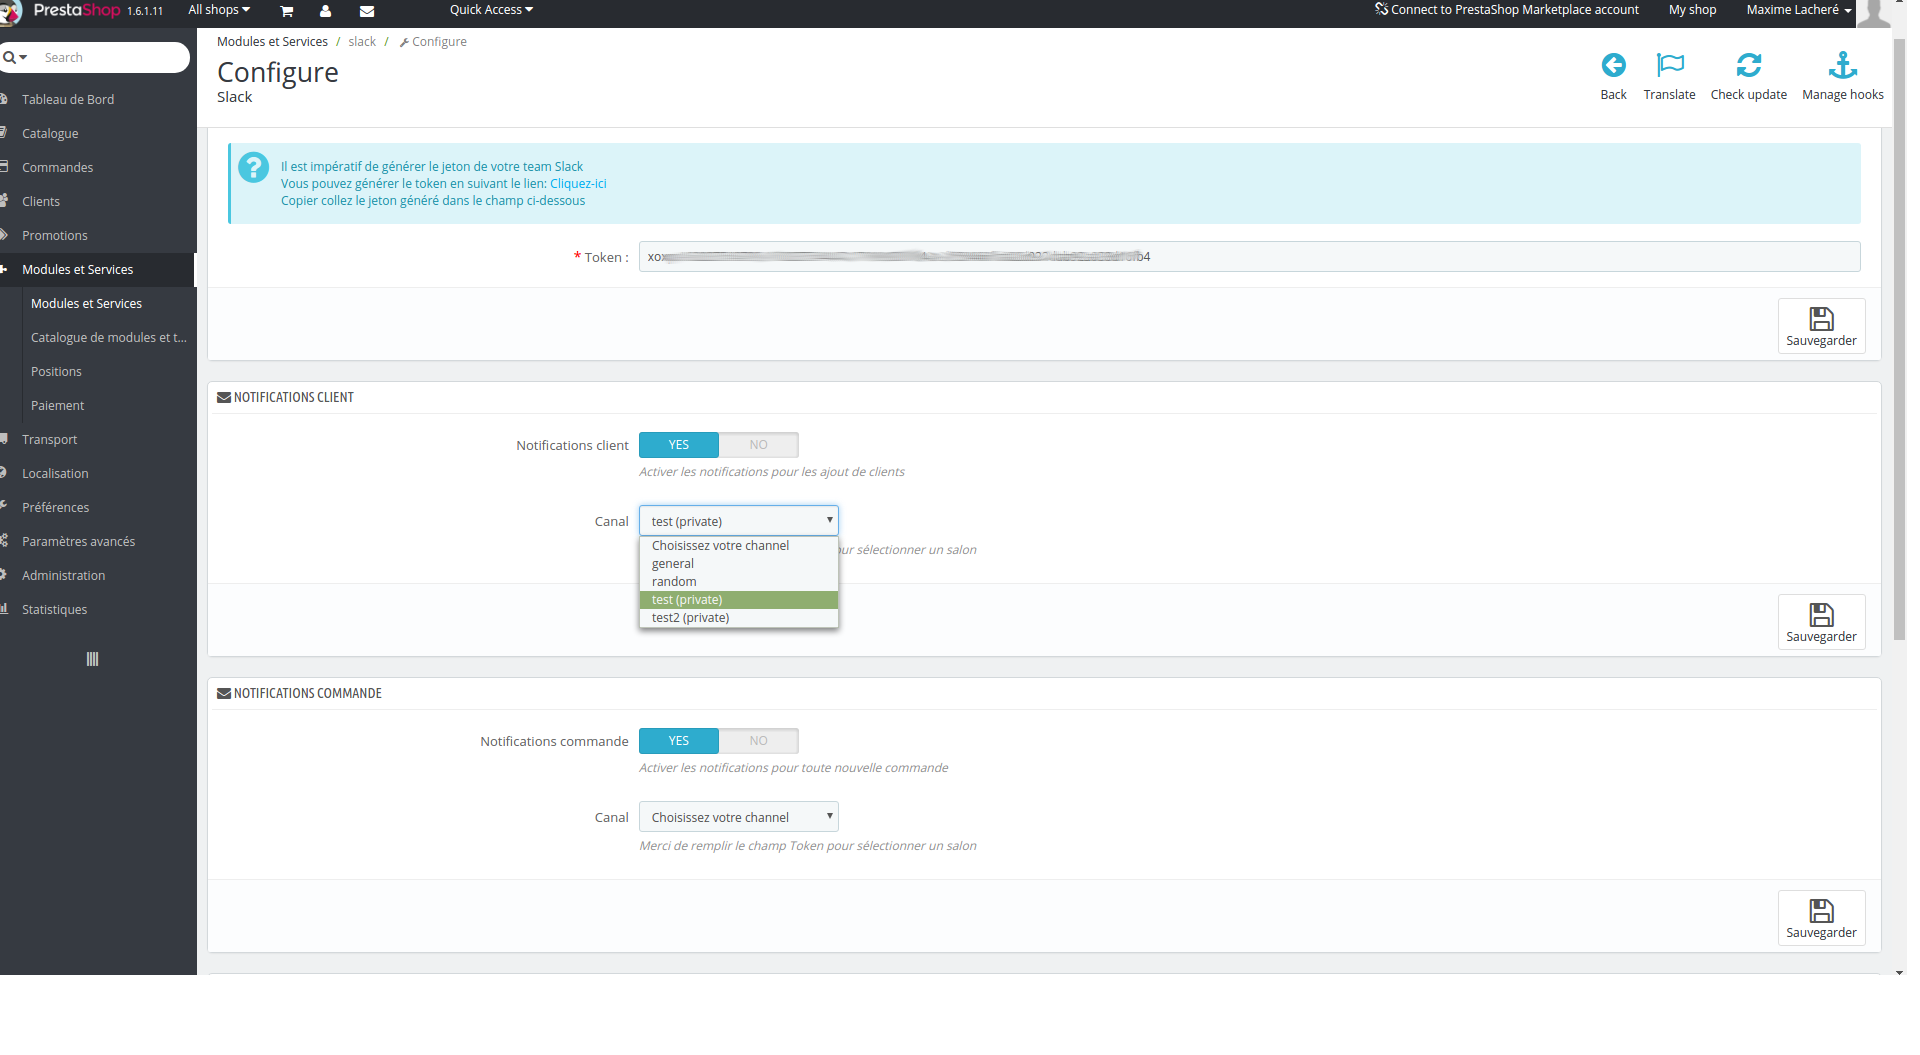 PrestaShop 1.6.1.11 All shops Quick Access Connect to PrestaShop Marketplace account My shop Maxime Lacheré
Search
Tableau de Bord
Catalogue
Commandes
Clients
Promotions
Modules et Services
Modules et Services
Catalogue de modules et t...
Positions
Paiement
Transport
Localisation
Préférences
Paramètres avancés
Administration
Statistiques
Modules et Services / slack / Configure
Configure
Slack
Back Translate Check update Manage hooks
Il est impératif de générer le jeton de votre team Slack
Vous pouvez générer le token en suivant le lien: Cliquez-ici
Copier collez le jeton généré dans le champ ci-dessous
* Token :
Sauvegarder
NOTIFICATIONS CLIENT
Notifications client YES NO
Activer les notifications pour les ajout de clients
Canal test (private)
Choisissez votre channel
ur sélectionner un salon
general
random
test (private)
test2 (private)
Sauvegarder
NOTIFICATIONS COMMANDE
Notifications commande YES NO
Activer les notifications pour toute nouvelle commande
Canal Choisissez votre channel
Merci de remplir le champ Token pour sélectionner un salon
Sauvegarder